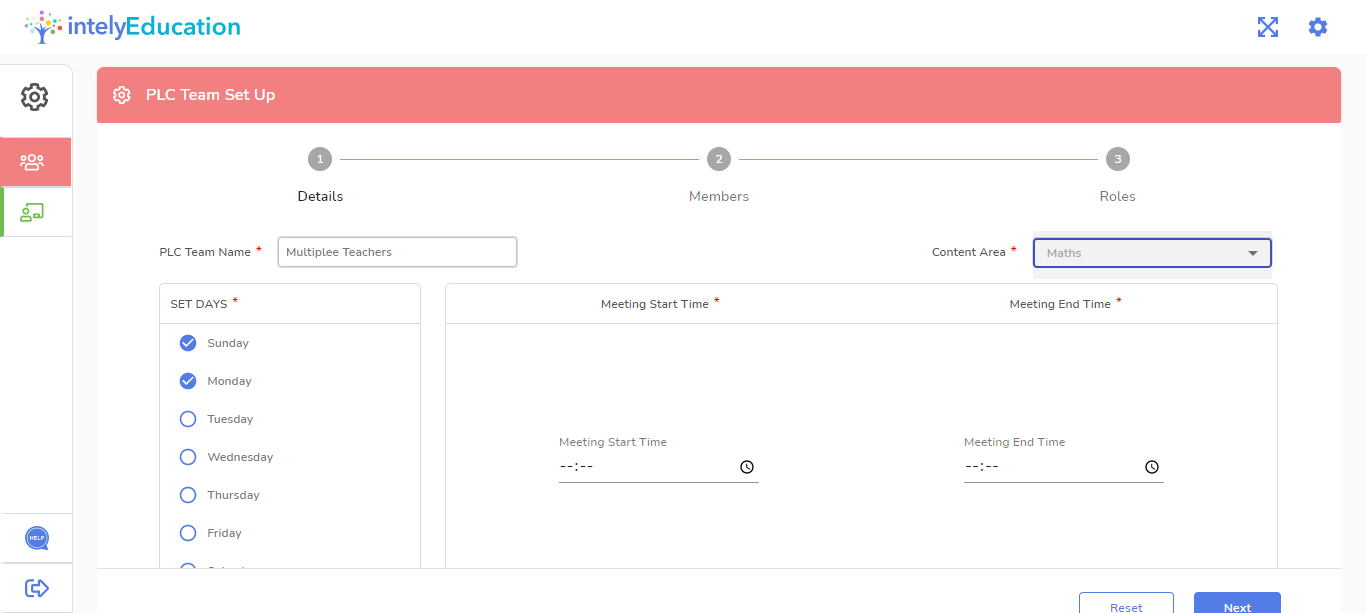 intelyEducation
PLC Team Set Up
1
2
3
Details
Members
Roles
PLC Team Name *
Multiplee Teachers
Content Area *
Maths
SET DAYS *
Meeting Start Time *
Meeting End Time *
Sunday
Monday
Tuesday
Wednesday
Thursday
Friday
Meeting Start Time
--:--
Meeting End Time
--:--
HELP
Reset
Next